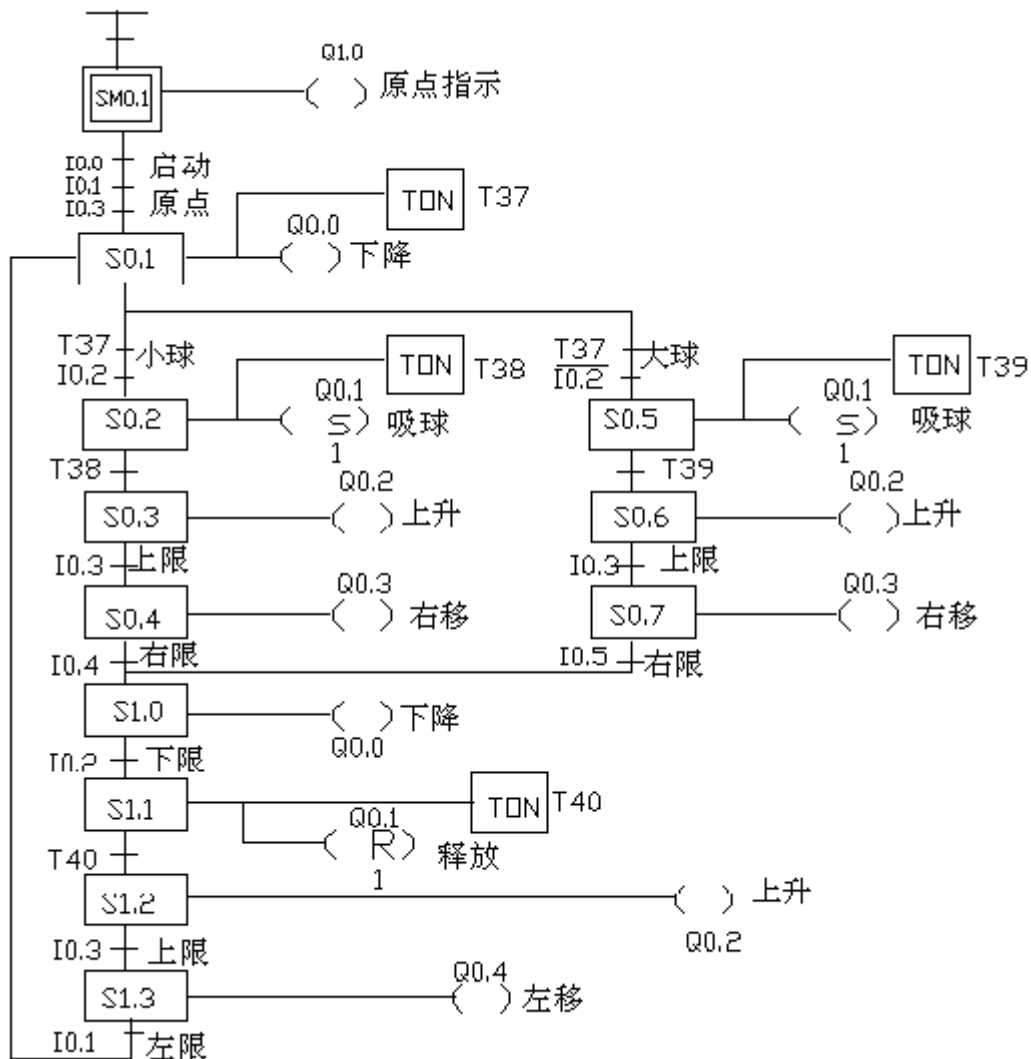 Q1.0
SM0.1
原点指示
I0.0 启动
I0.1
I0.3 原点
TON T37
Q0.0
S0.1 下降
T37 小球 T37 大球
I0.2 I0.2
TON T38 TON T39
Q0.1 Q0.1
S0.2 S 吸球 S0.5 S 吸球
1 1
T38 T39
Q0.2 Q0.2
S0.3 上升 S0.6 上升
I0.3 上限 I0.3 上限
Q0.3 Q0.3
S0.4 右移 S0.7 右移
I0.4 右限 I0.5 右限
S1.0 下降
Q0.0
I0.2 下限
S1.1 TON T40
Q0.1
R 释放
1
T40
S1.2 上升
Q0.2
I0.3 上限
Q0.4
S1.3 左移
I0.1 左限